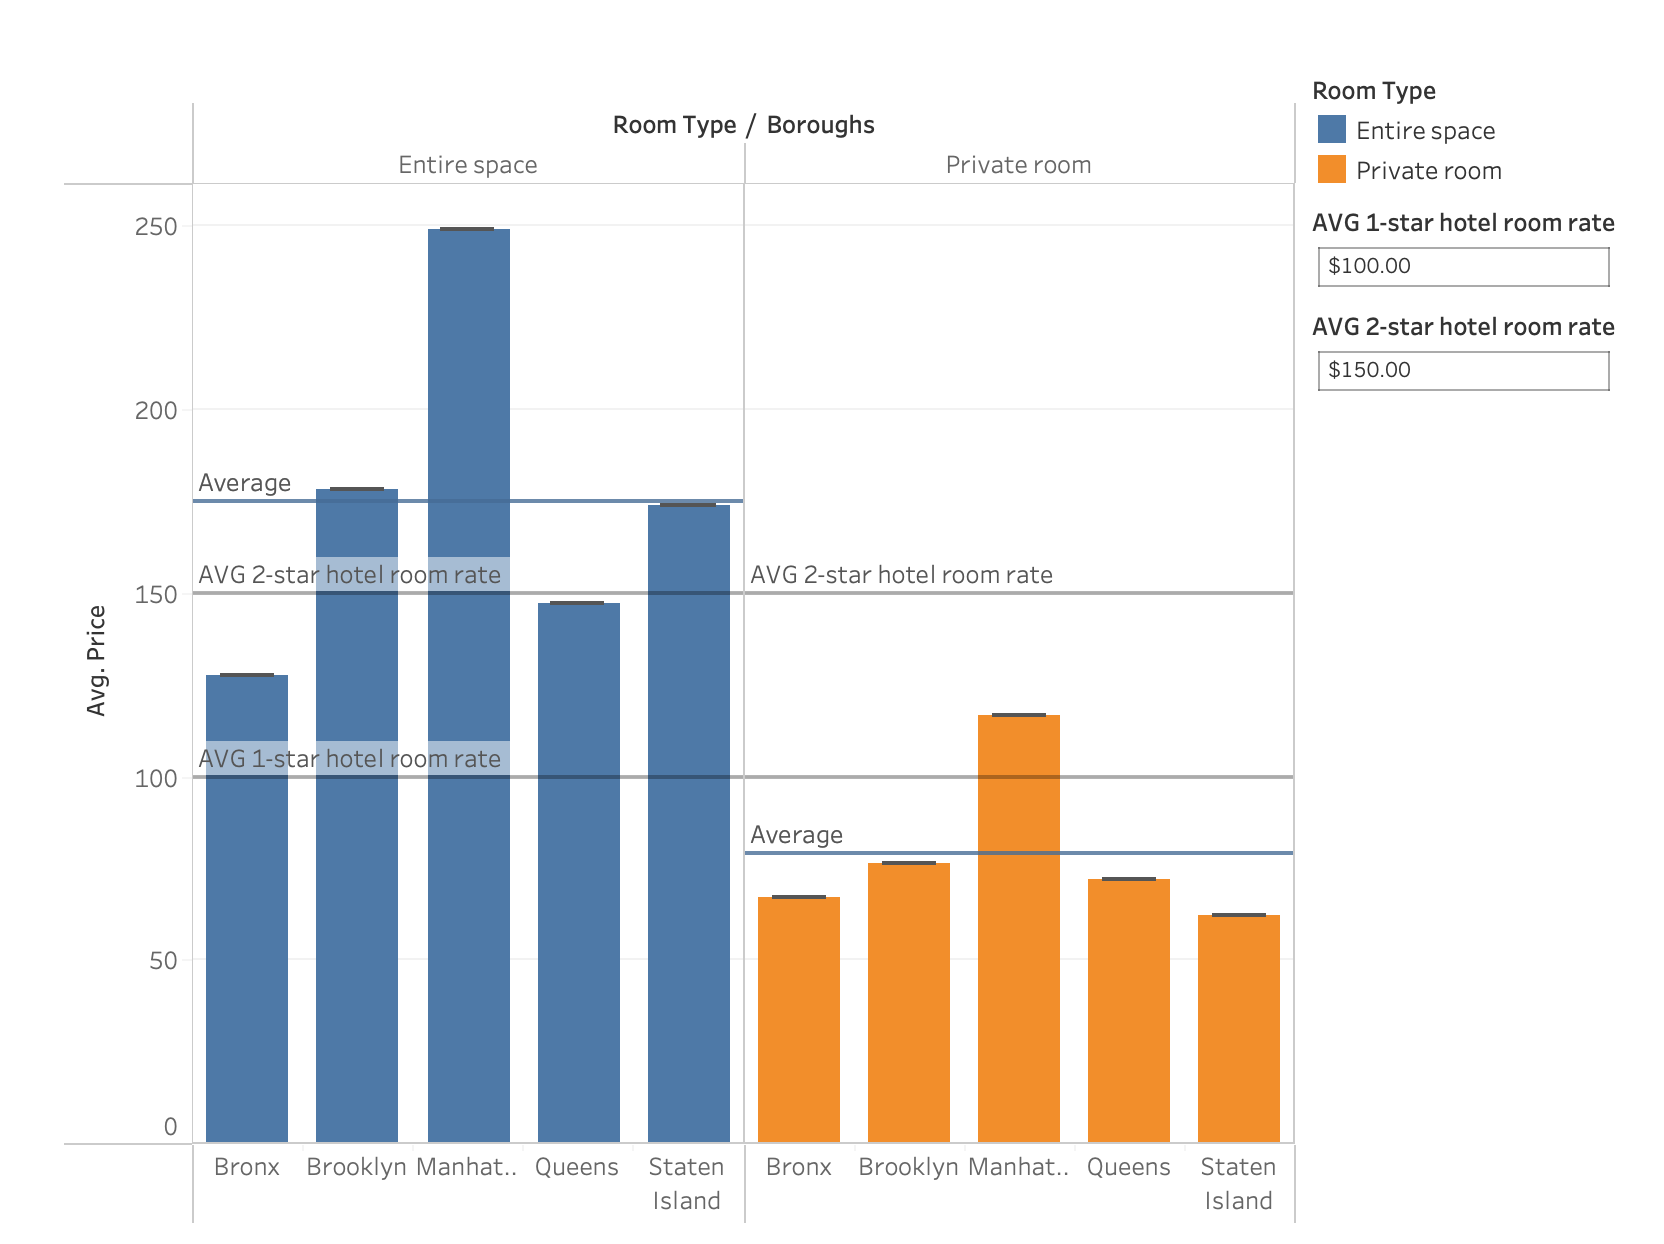 Room Type / Boroughs
Entire space
Private room
Avg. Price
250
200
150
100
50
0
Average
AVG 2-star hotel room rate
AVG 1-star hotel room rate
AVG 2-star hotel room rate
Average
Bronx
Brooklyn
Manhat..
Queens
Staten
Island
Bronx
Brooklyn
Manhat..
Queens
Staten
Island
Room Type
Entire space
Private room
AVG 1-star hotel room rate
$100.00
AVG 2-star hotel room rate
$150.00